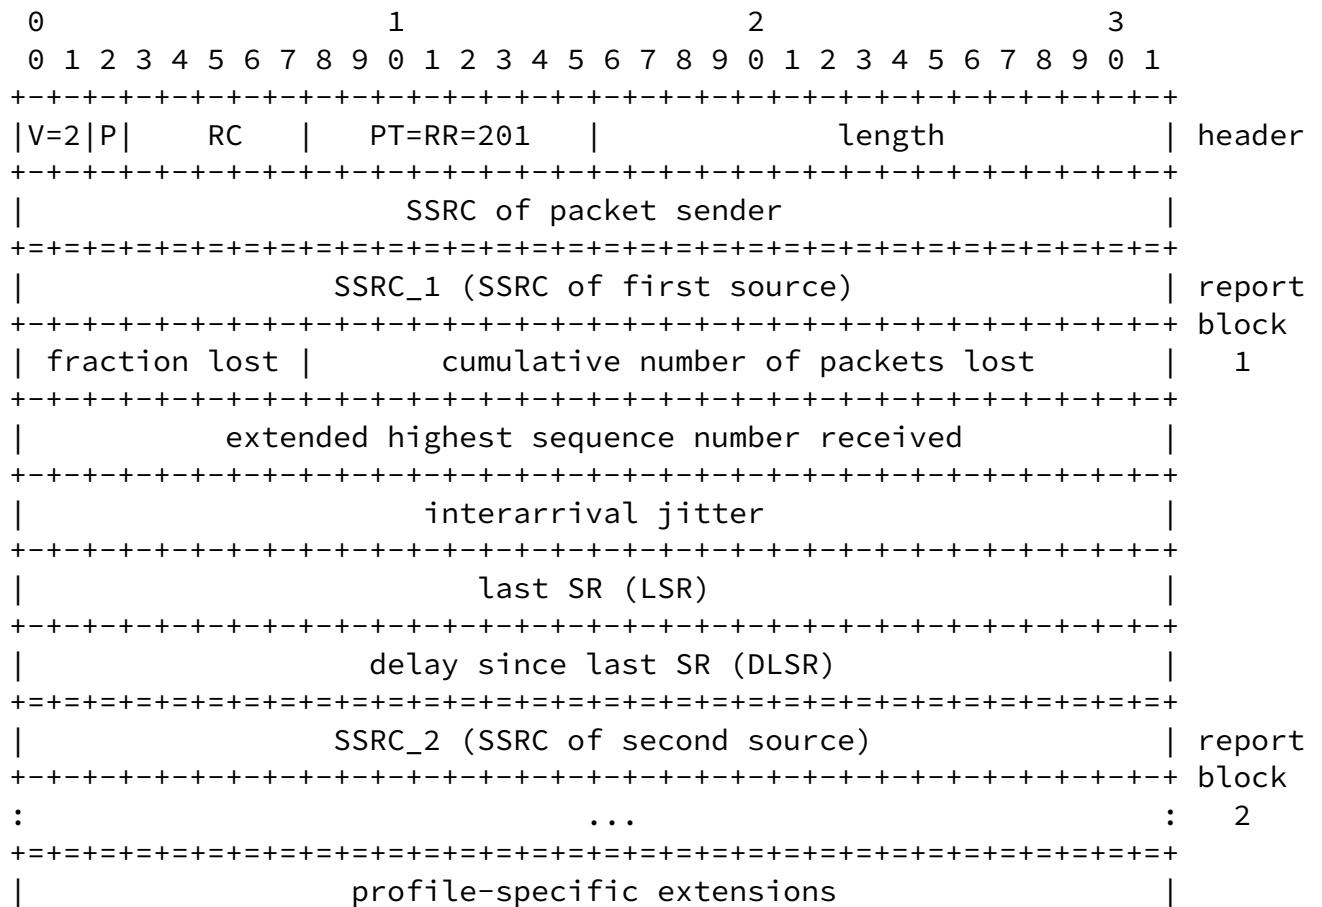 0                   1                   2                   3
 0 1 2 3 4 5 6 7 8 9 0 1 2 3 4 5 6 7 8 9 0 1 2 3 4 5 6 7 8 9 0 1
+-+-+-+-+-+-+-+-+-+-+-+-+-+-+-+-+-+-+-+-+-+-+-+-+-+-+-+-+-+-+-+-+
|V=2|P|    RC   |   PT=RR=201   |             length            | header
+-+-+-+-+-+-+-+-+-+-+-+-+-+-+-+-+-+-+-+-+-+-+-+-+-+-+-+-+-+-+-+-+
|                     SSRC of packet sender                     |
+=+=+=+=+=+=+=+=+=+=+=+=+=+=+=+=+=+=+=+=+=+=+=+=+=+=+=+=+=+=+=+=+
|                 SSRC_1 (SSRC of first source)                 | report
+-+-+-+-+-+-+-+-+-+-+-+-+-+-+-+-+-+-+-+-+-+-+-+-+-+-+-+-+-+-+-+-+ block
| fraction lost |       cumulative number of packets lost       |   1
+-+-+-+-+-+-+-+-+-+-+-+-+-+-+-+-+-+-+-+-+-+-+-+-+-+-+-+-+-+-+-+-+
|           extended highest sequence number received           |
+-+-+-+-+-+-+-+-+-+-+-+-+-+-+-+-+-+-+-+-+-+-+-+-+-+-+-+-+-+-+-+-+
|                      interarrival jitter                      |
+-+-+-+-+-+-+-+-+-+-+-+-+-+-+-+-+-+-+-+-+-+-+-+-+-+-+-+-+-+-+-+-+
|                         last SR (LSR)                         |
+-+-+-+-+-+-+-+-+-+-+-+-+-+-+-+-+-+-+-+-+-+-+-+-+-+-+-+-+-+-+-+-+
|                   delay since last SR (DLSR)                  |
+=+=+=+=+=+=+=+=+=+=+=+=+=+=+=+=+=+=+=+=+=+=+=+=+=+=+=+=+=+=+=+=+
|                 SSRC_2 (SSRC of second source)                | report
+-+-+-+-+-+-+-+-+-+-+-+-+-+-+-+-+-+-+-+-+-+-+-+-+-+-+-+-+-+-+-+-+ block
:                               ...                             :   2
+=+=+=+=+=+=+=+=+=+=+=+=+=+=+=+=+=+=+=+=+=+=+=+=+=+=+=+=+=+=+=+=+
|                  profile-specific extensions                  |